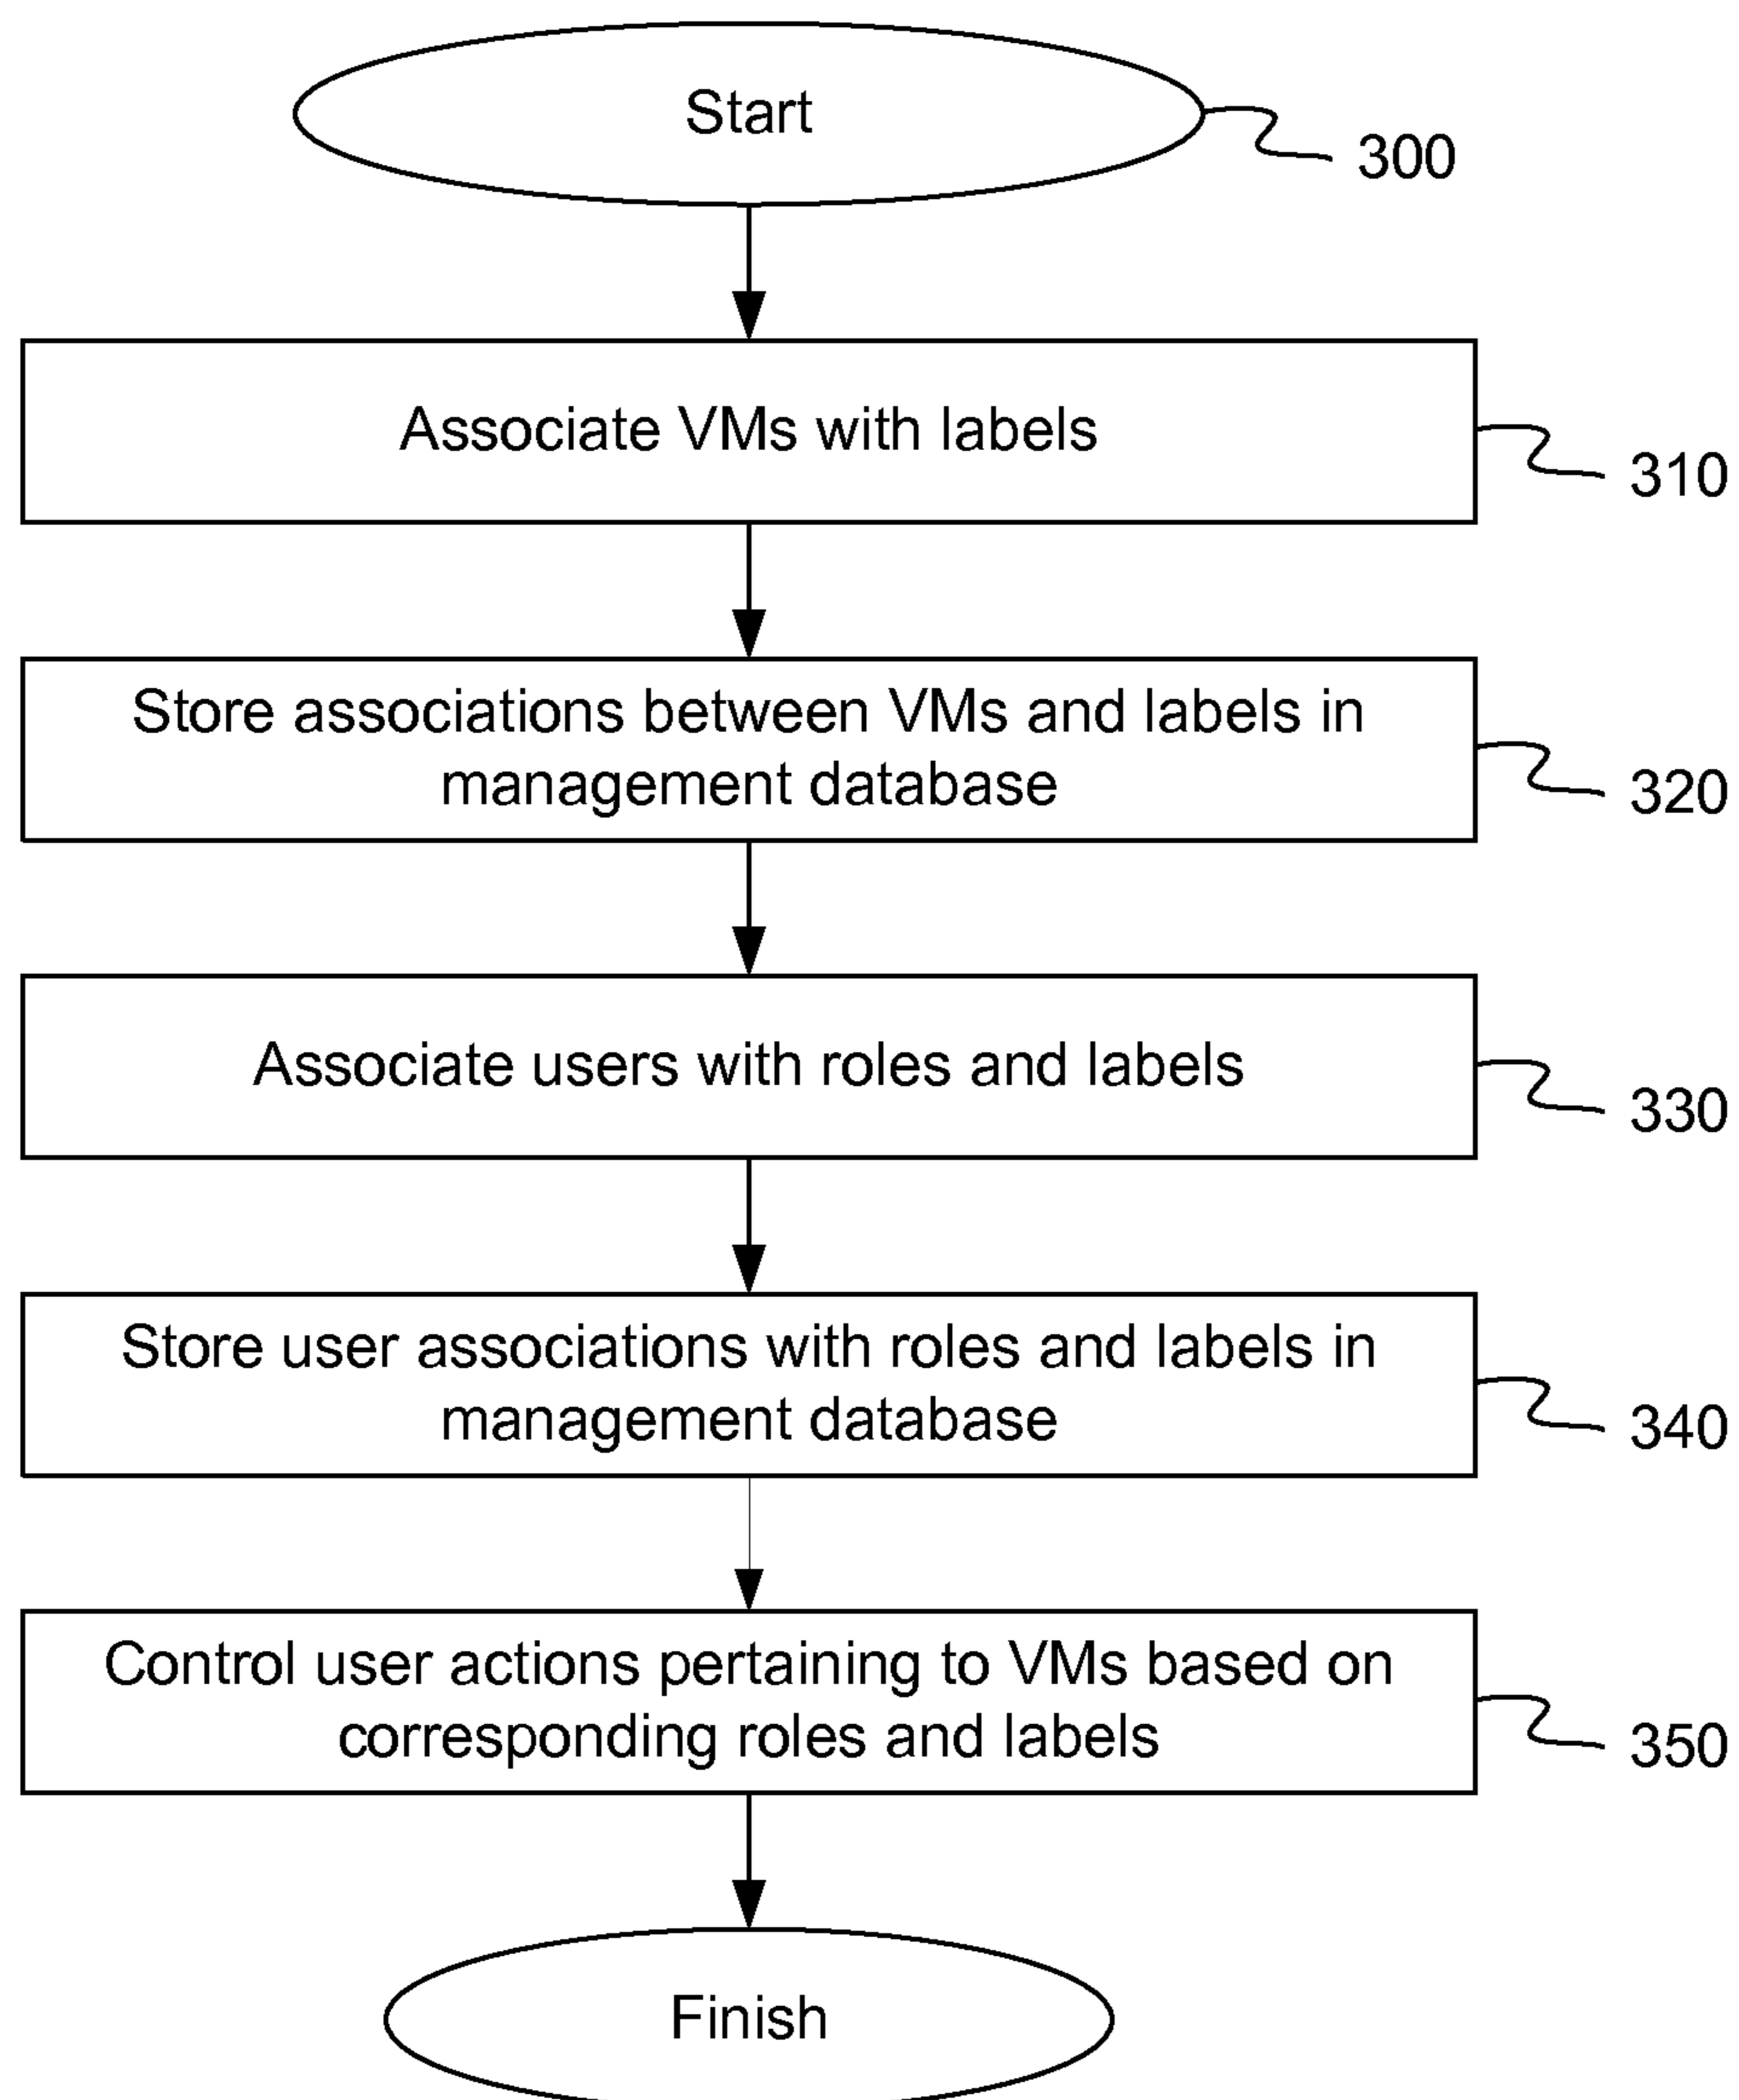 Start
300
Associate VMs with labels
310
Store associations between VMs and labels in
management database
320
Associate users with roles and labels
330
Store user associations with roles and labels in
management database
340
Control user actions pertaining to VMs based on
corresponding roles and labels
350
Finish